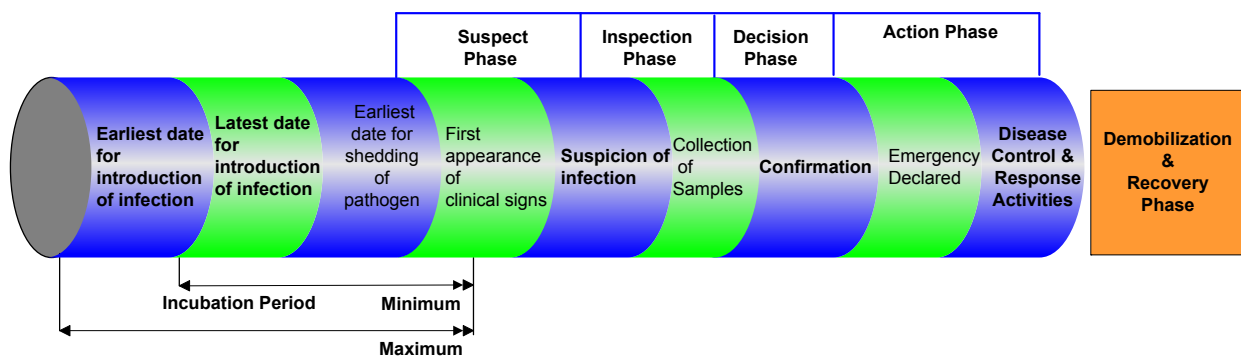 Suspect
Phase
Inspection
Phase
Decision
Phase
Action Phase
Earliest date
for
introduction
of infection
Latest date
for
introduction
of infection
Earliest
date for
shedding
of
pathogen
First
appearance
of
clinical signs
Suspicion of
infection
Collection
of
Samples
Confirmation
Emergency
Declared
Disease
Control &
Response
Activities
Demobilization
&
Recovery
Phase
Incubation Period
Minimum
Maximum